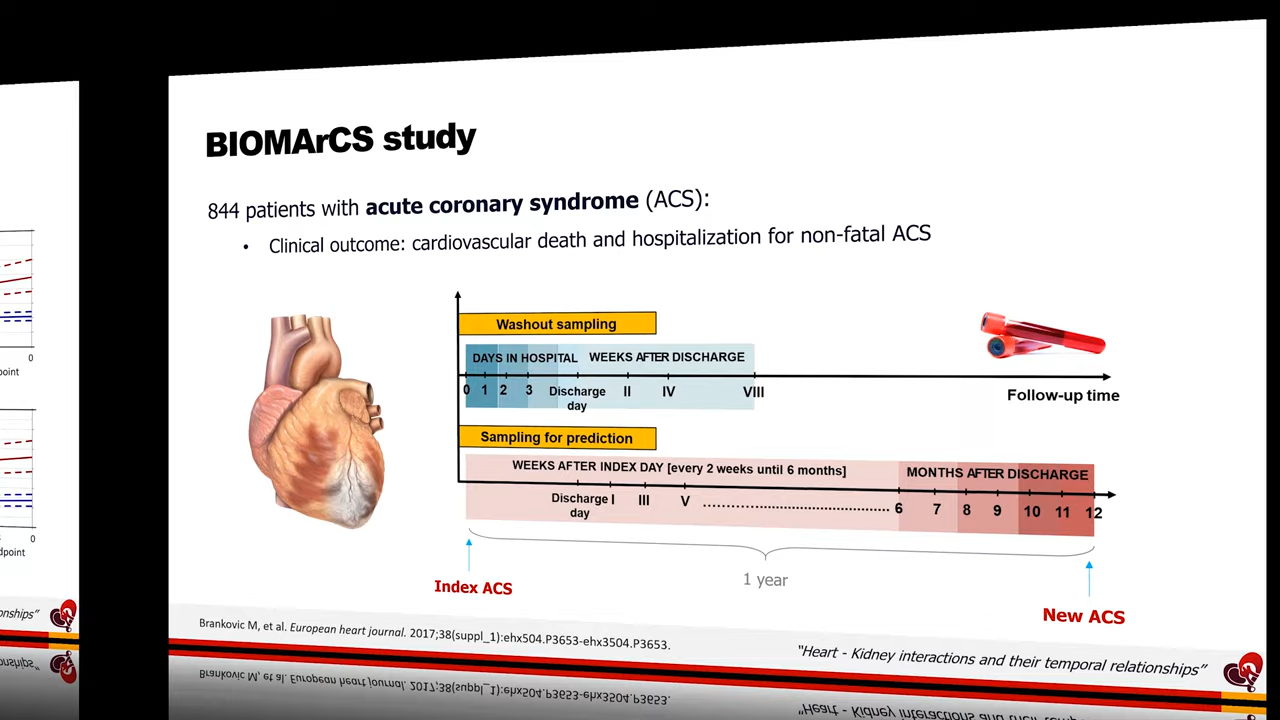 BIOMArCS study
844 patients with acute coronary syndrome (ACS):
• Clinical outcome: cardiovascular death and hospitalization for non-fatal ACS
Washout sampling
DAYS IN HOSPITAL WEEKS AFTER DISCHARGE
0 1 2 3 Discharge day II IV VIII
Follow-up time
Sampling for prediction
WEEKS AFTER INDEX DAY [every 2 weeks until 6 months] MONTHS AFTER DISCHARGE
Discharge day I III V 6 7 8 9 10 11 12
Index ACS
1 year
New ACS
Brankovic M, et al. European heart journal. 2017;38(suppl_1):ehx504.P3653-ehx3504.P3653.
"Heart - Kidney interactions and their temporal relationships"
0
0